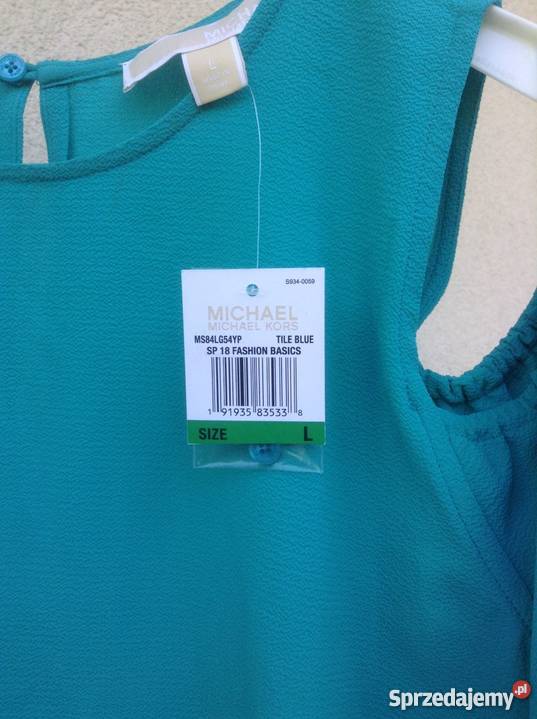 MICH
L
S934-0059
MICHAEL
MICHAEL KORS
MS84LG54YP TILE BLUE
SP 18 FASHION BASICS
1 91935 83533 8
SIZE L
Sprzedajemy.pl